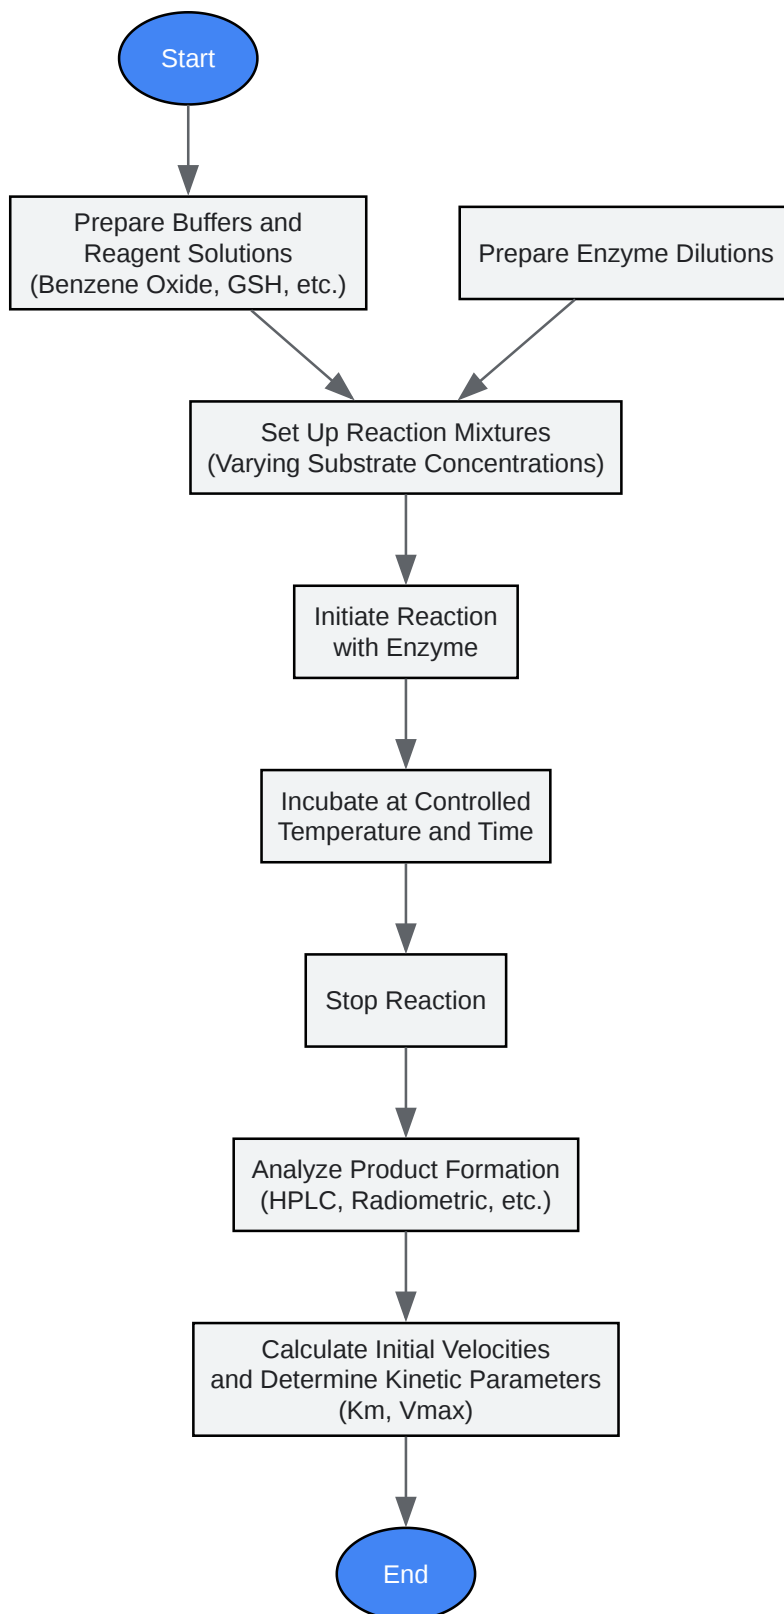 Start
Prepare Buffers and
Reagent Solutions
(Benzene Oxide, GSH, etc.)
Prepare Enzyme Dilutions
Set Up Reaction Mixtures
(Varying Substrate Concentrations)
Initiate Reaction
with Enzyme
Incubate at Controlled
Temperature and Time
Stop Reaction
Analyze Product Formation
(HPLC, Radiometric, etc.)
Calculate Initial Velocities
and Determine Kinetic Parameters
(Km, Vmax)
End